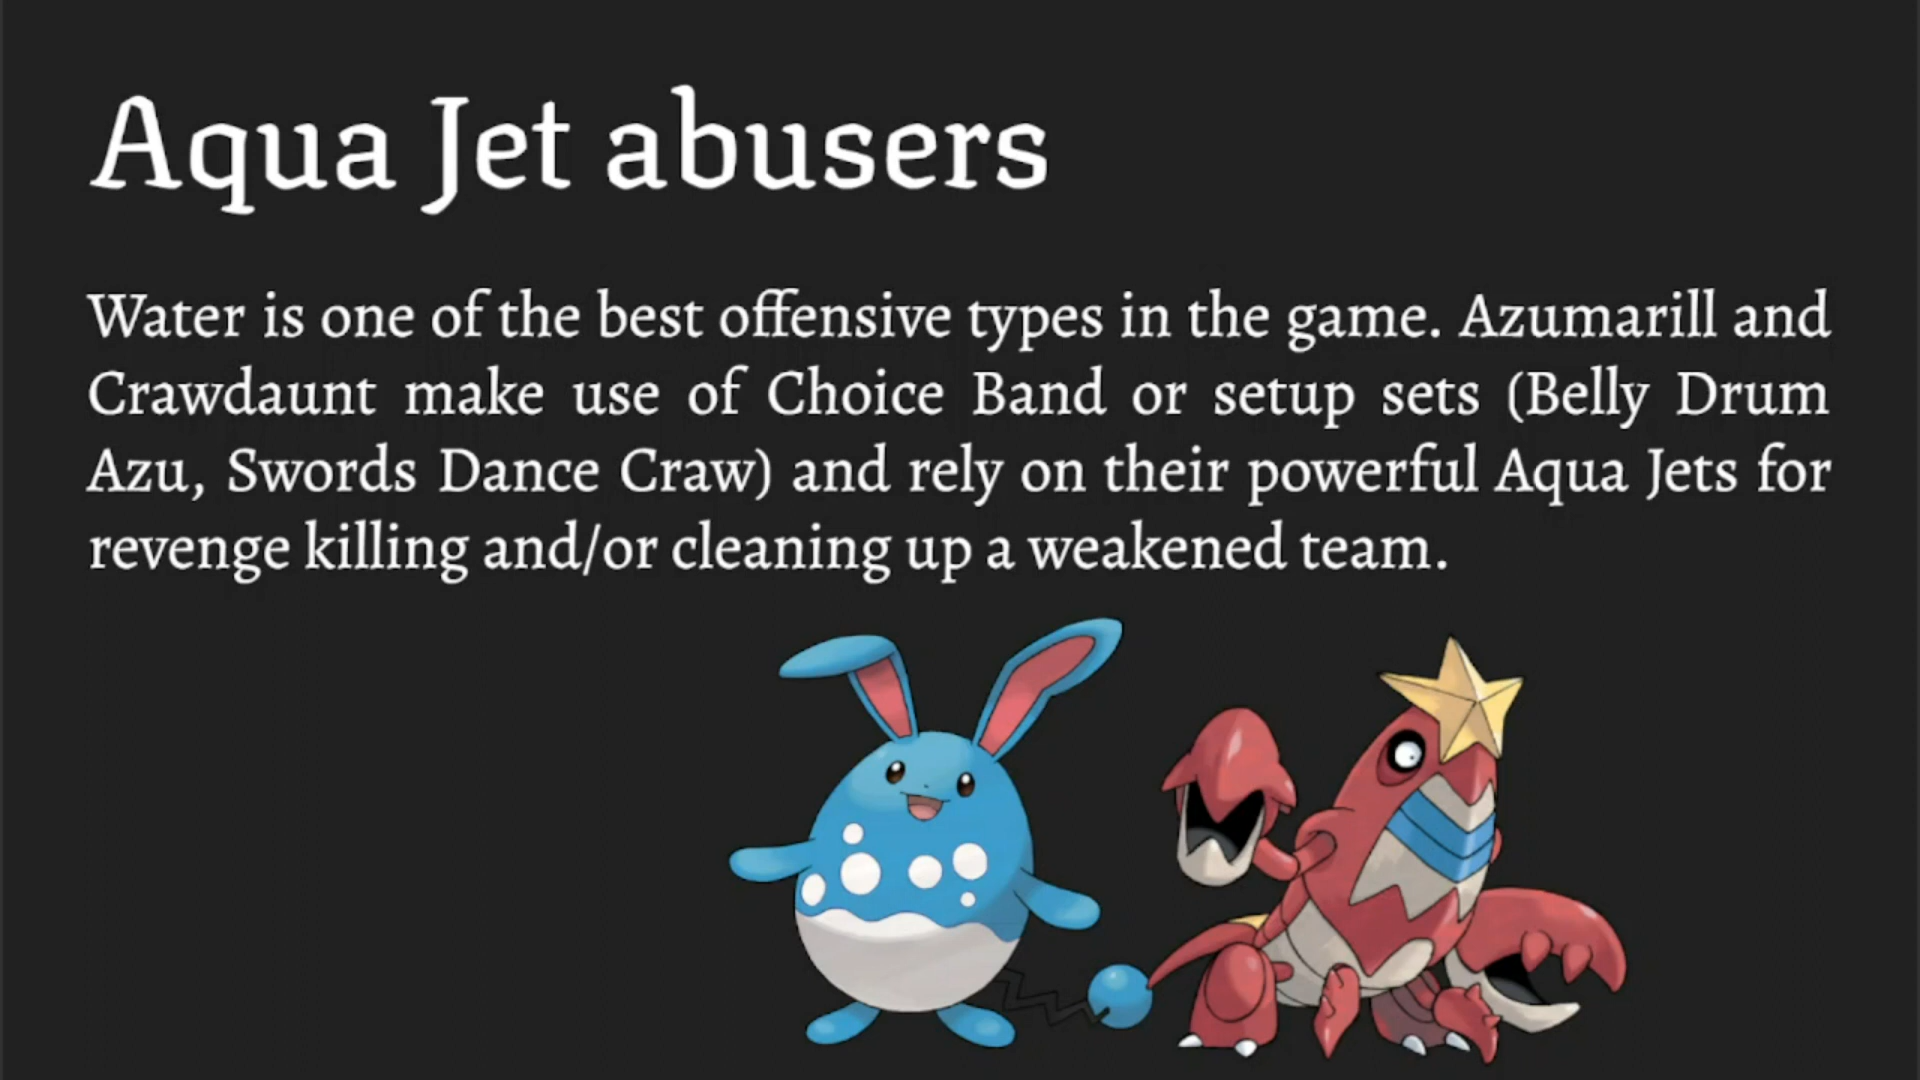 Aqua Jet abusers
Water is one of the best offensive types in the game. Azumarill and
Crawdaunt make use of Choice Band or setup sets (Belly Drum
Azu, Swords Dance Craw) and rely on their powerful Aqua Jets for
revenge killing and/or cleaning up a weakened team.